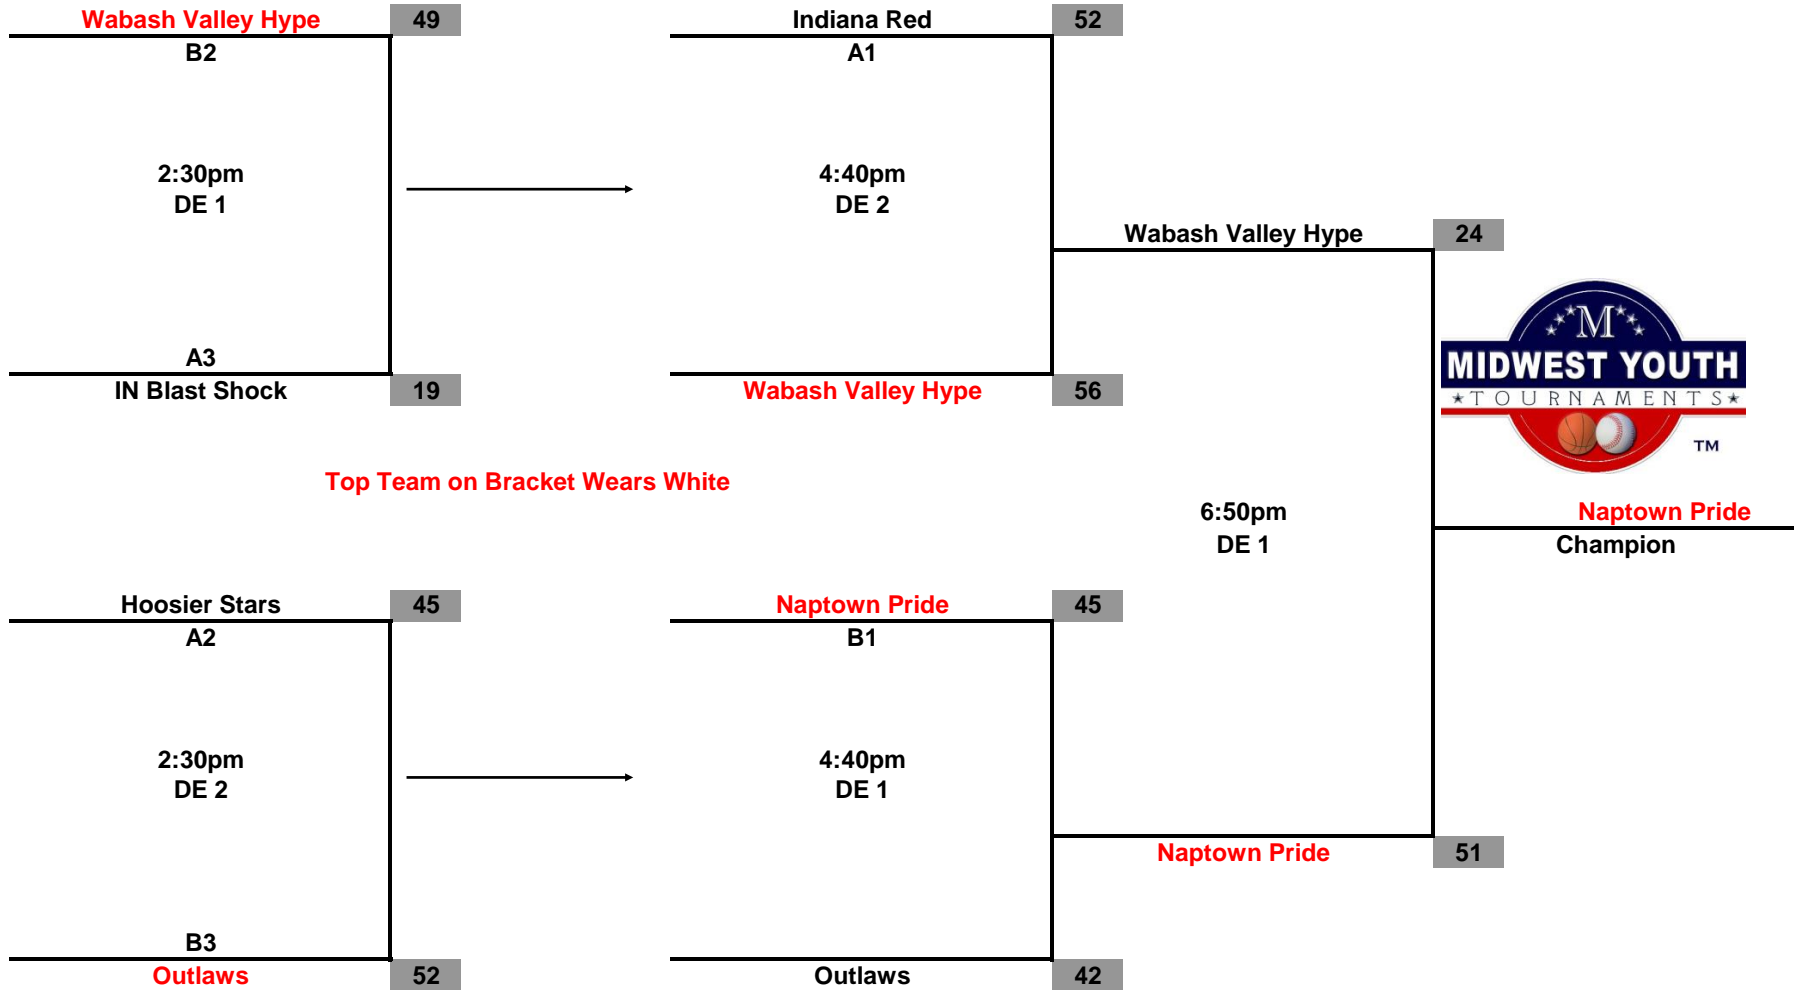 Wabash Valley Hype 49
B2
2:30pm
DE 1
A3
IN Blast Shock 19
Indiana Red 52
A1
4:40pm
DE 2
Wabash Valley Hype 56
Wabash Valley Hype 24
M
MIDWEST YOUTH
TOURNAMENTS
TM
Top Team on Bracket Wears White
6:50pm
DE 1
Naptown Pride
Champion
Hoosier Stars 45
A2
2:30pm
DE 2
B3
Outlaws 52
Naptown Pride 45
B1
4:40pm
DE 1
Outlaws 42
Naptown Pride 51